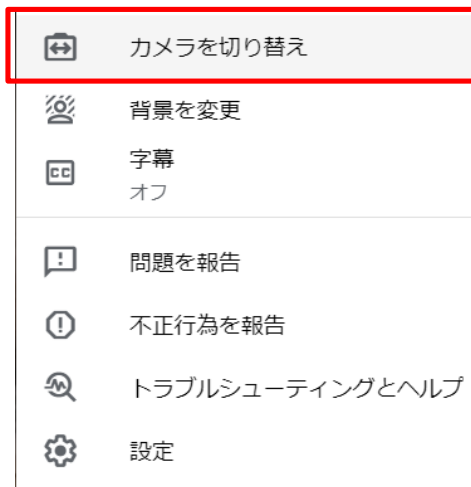 カメラを切り替え
背景を変更
CC
字幕
オフ
問題を報告
不正行為を報告
トラブルシューティングとヘルプ
設定